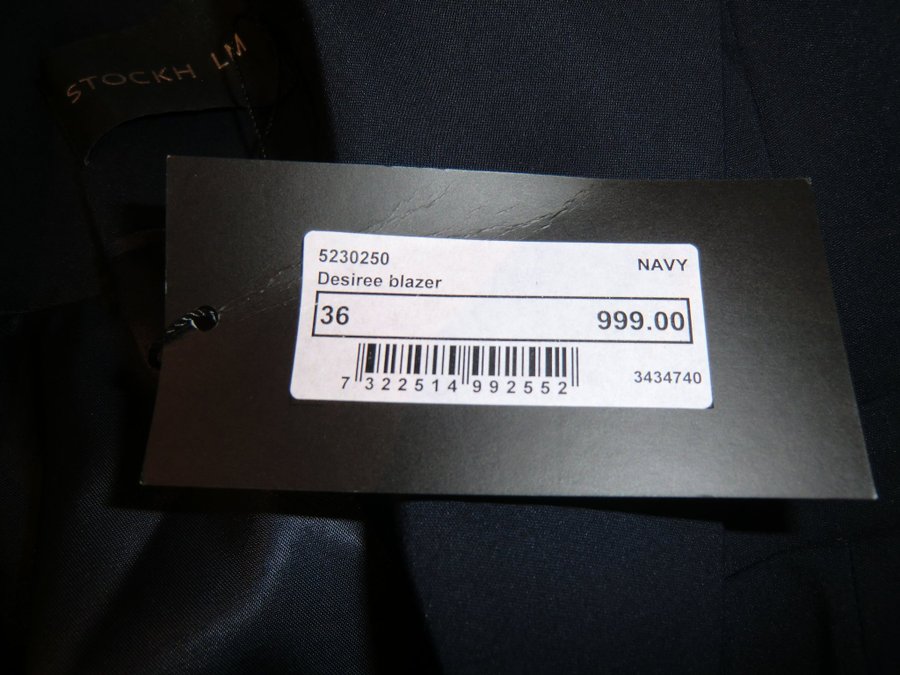 STOCKH LM
5230250
NAVY
Desiree blazer
36
999.00
7 322514 992552
3434740